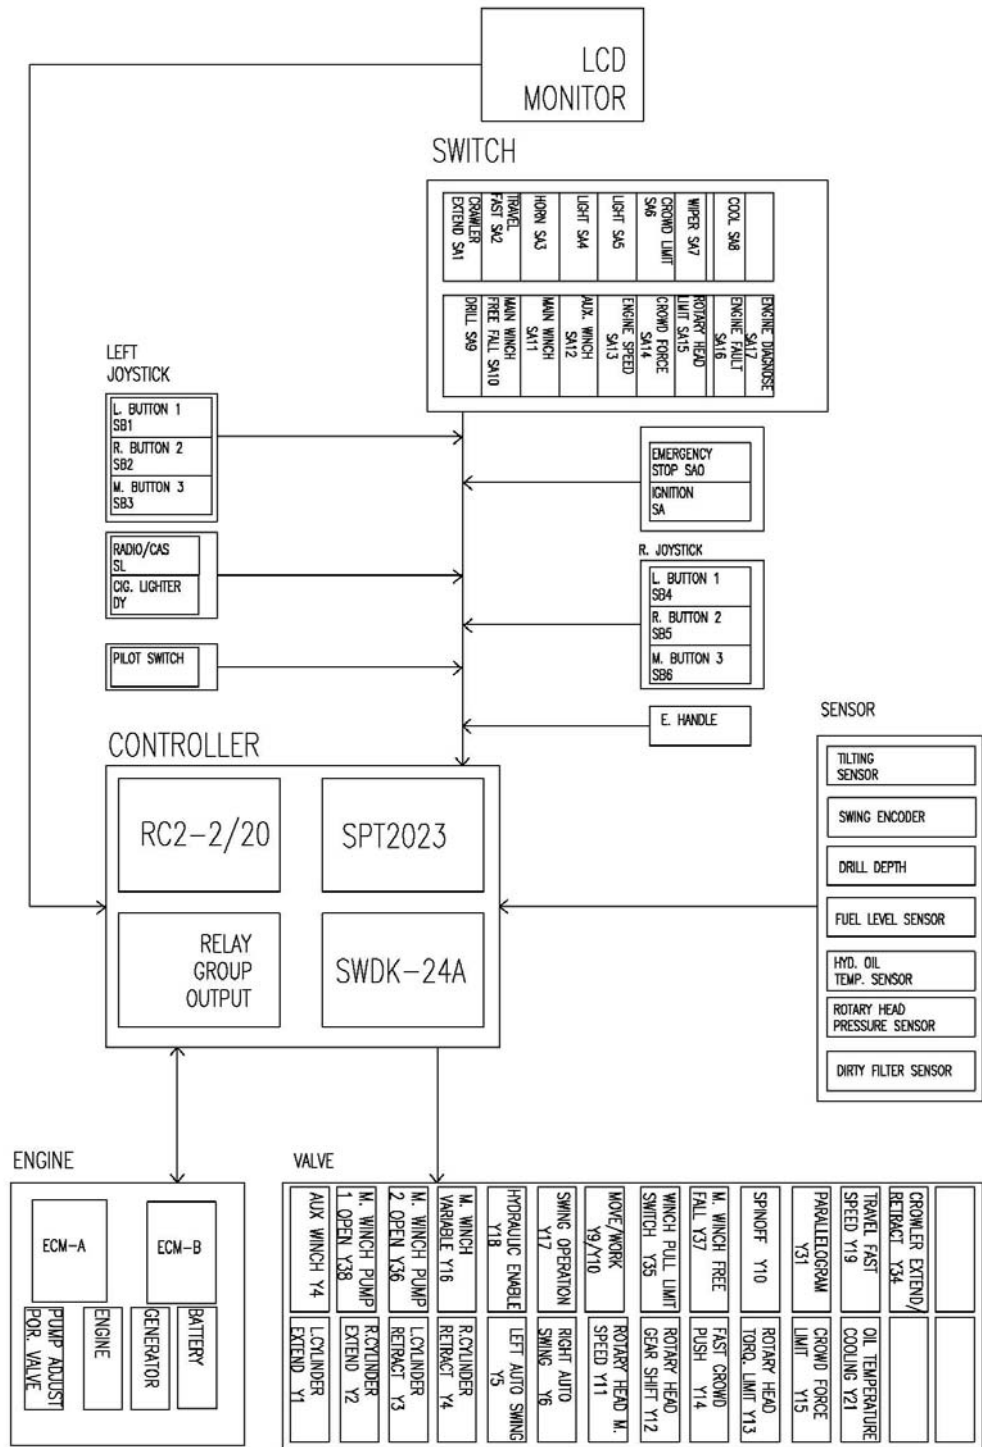 LCD
MONITOR
SWITCH
CRAWLER
EXTEND SA1
TRAVEL
FAST SA2
HORN SA3
LIGHT SA4
LIGHT SA5
CROWD LIMIT
SA6
WIPER SA7
COOL SA8
DRILL SA9
MAIN WINCH
FREE FALL SA10
MAIN WINCH
SA11
AUX. WINCH
SA12
ENGINE SPEED
SA13
CROWD FORCE
SA14
ROTARY HEAD
LIMIT SA15
ENGINE FAULT
SA16
ENGINE DIAGNOSE
SA17
LEFT
JOYSTICK
L. BUTTON 1
SB1
R. BUTTON 2
SB2
M. BUTTON 3
SB3
EMERGENCY
STOP SAO
IGNITION
SA
RADIO/CAS
SL
CIG. LIGHTER
DY
R. JOYSTICK
L. BUTTON 1
SB4
R. BUTTON 2
SB5
M. BUTTON 3
SB6
PILOT SWITCH
E. HANDLE
CONTROLLER
RC2-2/20
SPT2023
RELAY
GROUP
OUTPUT
SWDK-24A
SENSOR
TILTING
SENSOR
SWING ENCODER
DRILL DEPTH
FUEL LEVEL SENSOR
HYD. OIL
TEMP. SENSOR
ROTARY HEAD
PRESSURE SENSOR
DIRTY FILTER SENSOR
ENGINE
ECM-A
ECM-B
PUMP ADJUST
POR. VALVE
ENGINE
GENERATOR
BATTERY
VALVE
AUX WINCH Y4
M. WINCH PUMP
1 OPEN Y38
M. WINCH PUMP
2 OPEN Y36
M. WINCH
VARIABLE Y16
HYDRAULIC ENABLE
Y18
SWING OPERATION
Y17
MOVE/WORK
Y9/Y10
WINCH PULL LIMIT
SWITCH Y35
M. WINCH FREE
FALL Y37
SPINOFF Y10
PARALLELOGRAM
Y31
TRAVEL FAST
SPEED Y19
CROWLER EXTEND/
RETRACT Y34
L.CYLINDER
EXTEND Y1
R.CYLINDER
EXTEND Y2
L.CYLINDER
RETRACT Y3
R.CYLINDER
RETRACT Y4
LEFT AUTO SWING
Y5
RIGHT AUTO
SWING Y6
ROTARY HEAD M.
SPEED Y11
ROTARY HEAD
GEAR SHIFT Y12
FAST CROWD
PUSH Y14
ROTARY HEAD
TORQ. LIMIT Y13
CROWD FORCE
LIMIT Y15
OIL TEMPERATURE
COOLING Y21